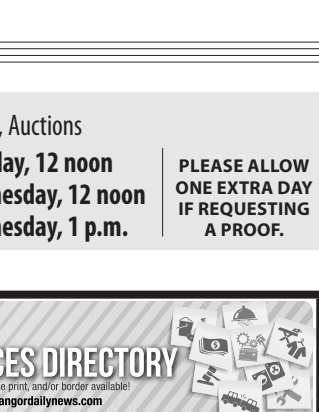 , Auctions
lay, 12 noon
nesday, 12 noon
nesday, 1 p.m.
PLEASE ALLOW
ONE EXTRA DAY
IF REQUESTING
A PROOF.
CES DIRECTORY
e print, and/or border available!
angordailynews.com
$